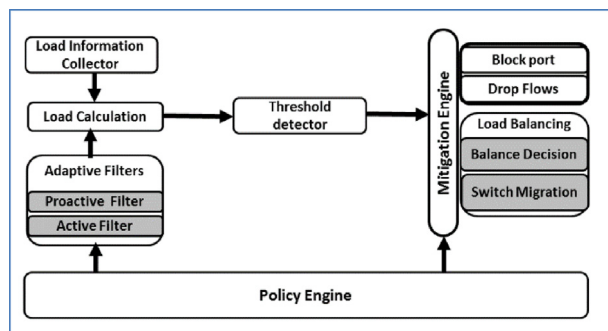 Load Information
Collector
Load Calculation
Adaptive Filters
Proactive Filter
Active Filter
Threshold
detector
Mitigation Engine
Block port
Drop Flows
Load Balancing
Balance Decision
Switch Migration
Policy Engine